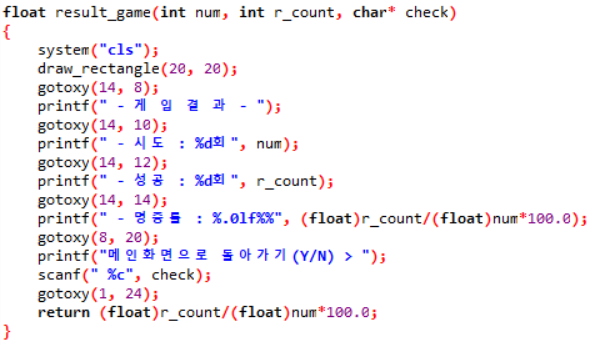 float result_game(int num, int r_count, char* check)
{
    system("cls");
    draw_rectangle(20, 20);
    gotoxy(14, 8);
    printf(" - 게 임 결 과 - ");
    gotoxy(14, 10);
    printf(" - 시도 : %d회", num);
    gotoxy(14, 12);
    printf(" - 성공 : %d회", r_count);
    gotoxy(14, 14);
    printf(" - 명중률 : %.0lf%%", (float)r_count/(float)num*100.0);
    gotoxy(8, 20);
    printf("메인화면으로 돌아가기(Y/N) > ");
    scanf(" %c", check);
    gotoxy(1, 24);
    return (float)r_count/(float)num*100.0;
}